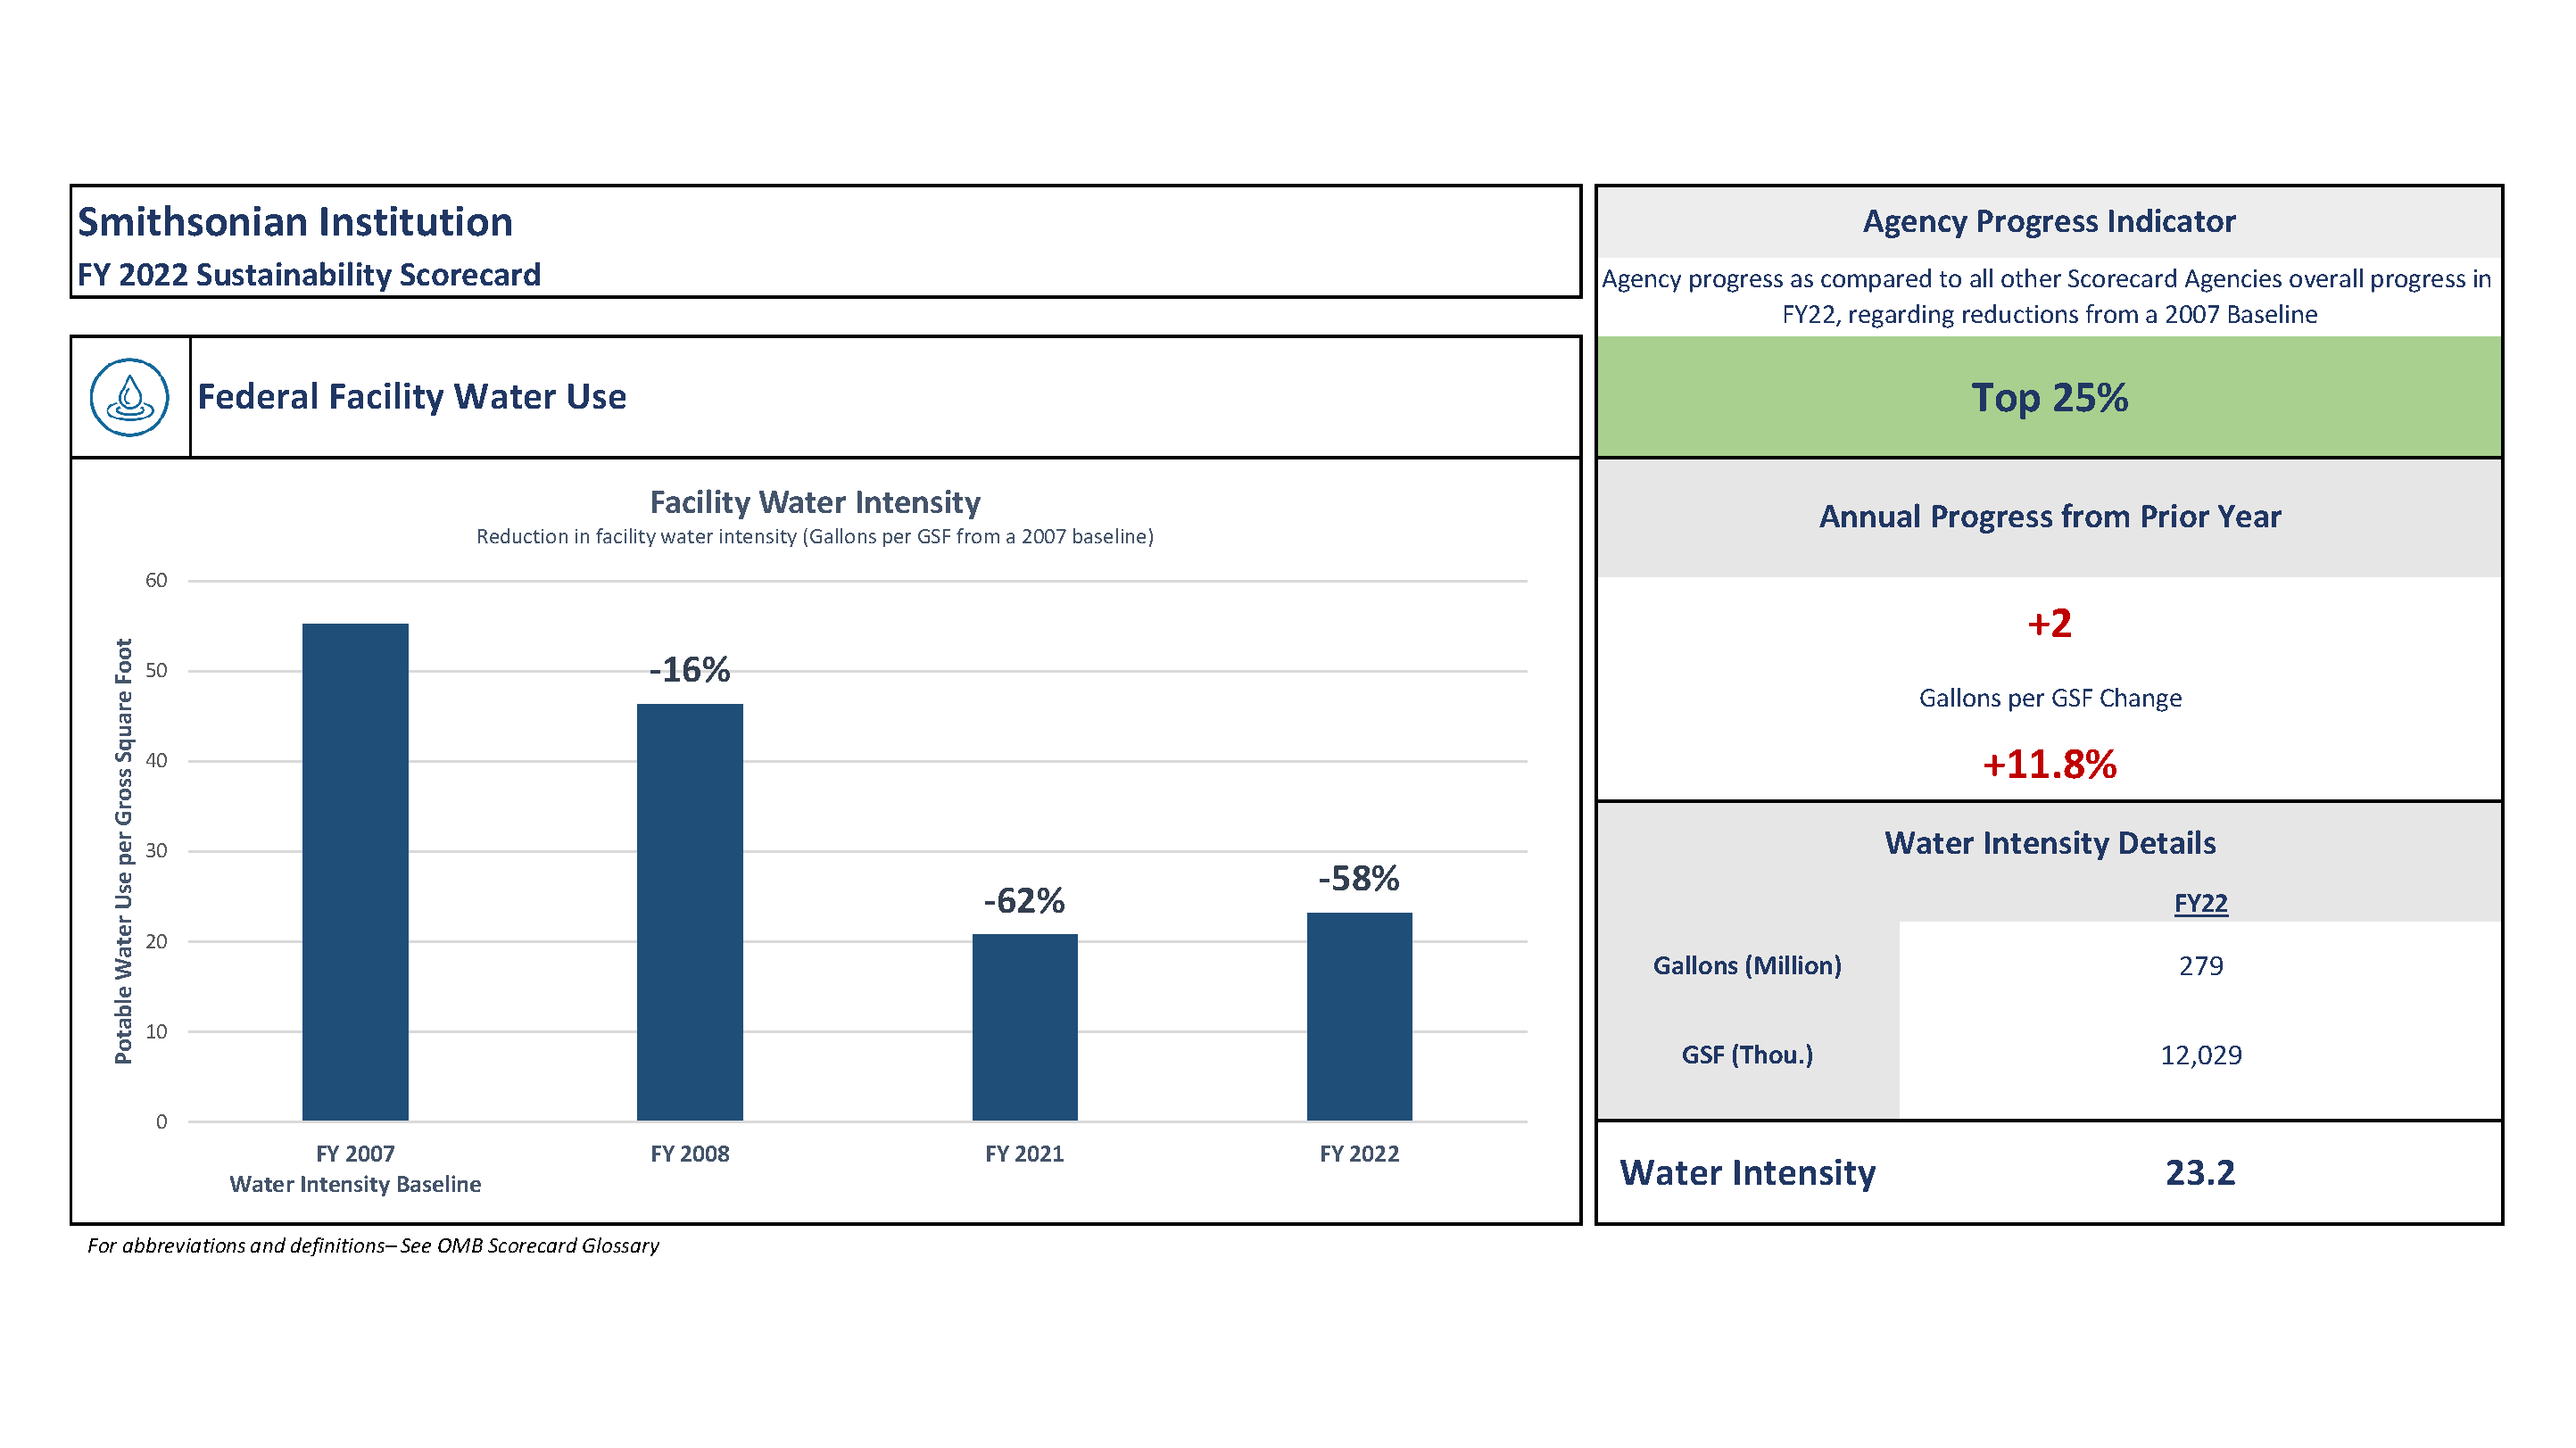 Smithsonian Institution
FY 2022 Sustainability Scorecard
Federal Facility Water Use
Facility Water Intensity
Reduction in facility water intensity (Gallons per GSF from a 2007 baseline)
Potable Water Use per Gross Square Foot
60
50
40
30
20
10
0
-16%
-62%
-58%
FY 2007
FY 2008
FY 2021
FY 2022
Water Intensity Baseline
For abbreviations and definitions– See OMB Scorecard Glossary
Agency Progress Indicator
Agency progress as compared to all other Scorecard Agencies overall progress in
FY22, regarding reductions from a 2007 Baseline
Top 25%
Annual Progress from Prior Year
+2
Gallons per GSF Change
+11.8%
Water Intensity Details
FY22
Gallons (Million) 279
GSF (Thou.) 12,029
Water Intensity 23.2